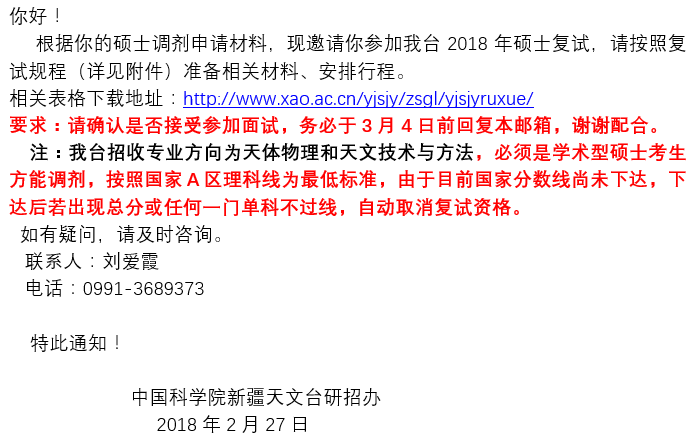 你好！
根据你的硕士调剂申请材料，现邀请你参加我台 2018 年硕士复试，请按照复
试规程（详见附件）准备相关材料、安排行程。
相关表格下载地址：http://www.xao.ac.cn/yjsjy/zsgl/yjsjyruxue/
要求：请确认是否接受参加面试，务必于 3 月 4 日前回复本邮箱，谢谢配合。
注：我台招收专业方向为天体物理和天文技术与方法，必须是学术型硕士考生
方能调剂，按照国家 A 区理科线为最低标准，由于目前国家分数线尚未下达，下
达后若出现总分或任何一门单科不过线，自动取消复试资格。
如有疑问，请及时咨询。
联系人：刘爱霞
电话：0991-3689373
特此通知！
中国科学院新疆天文台研招办
2018 年 2 月 27 日